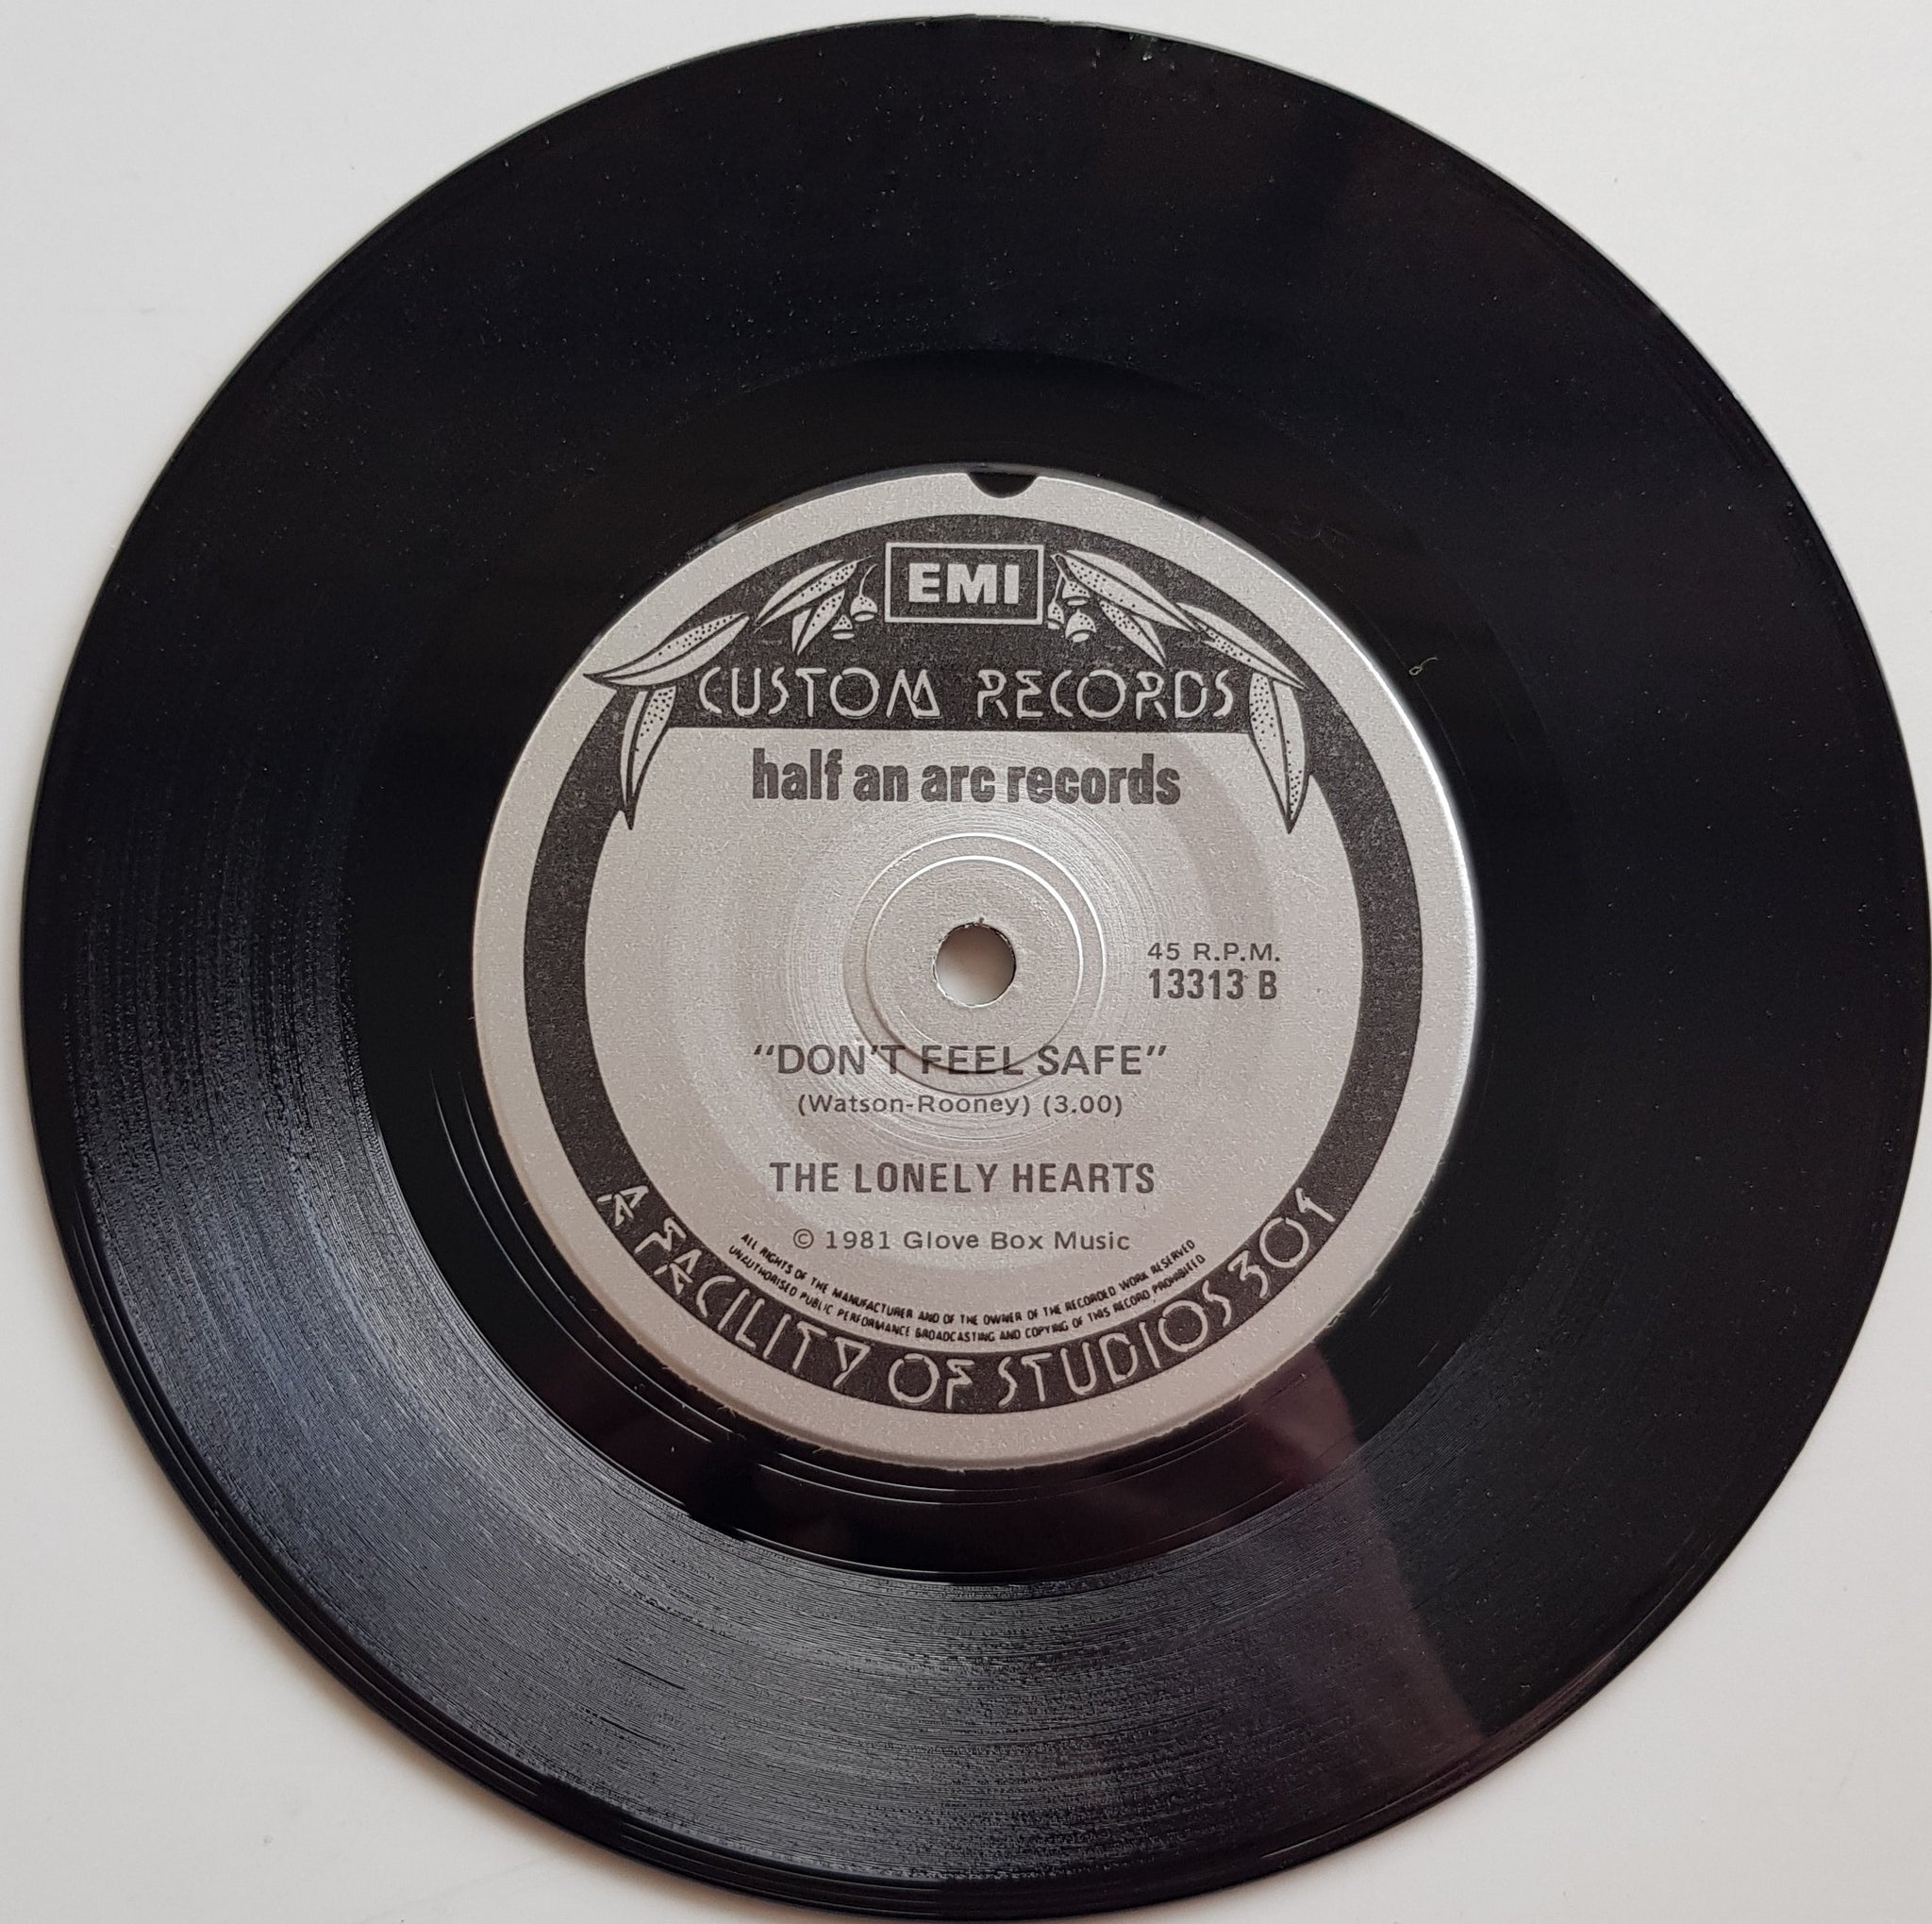 EMI
CUSTOM RECORDS
half an arc records
45 R.P.M.
13313 B
"DON'T FEEL SAFE"
(Watson-Rooney) (3.00)
THE LONELY HEARTS
© 1981 Glove Box Music
ALL RIGHTS OF THE MANUFACTURER AND OF THE OWNER OF THE RECORDED WORK RESERVED
UNAUTHORISED PUBLIC PERFORMANCE BROADCASTING AND COPYING OF THIS RECORD PROHIBITED
A FACILITY OF STUDIOS 301